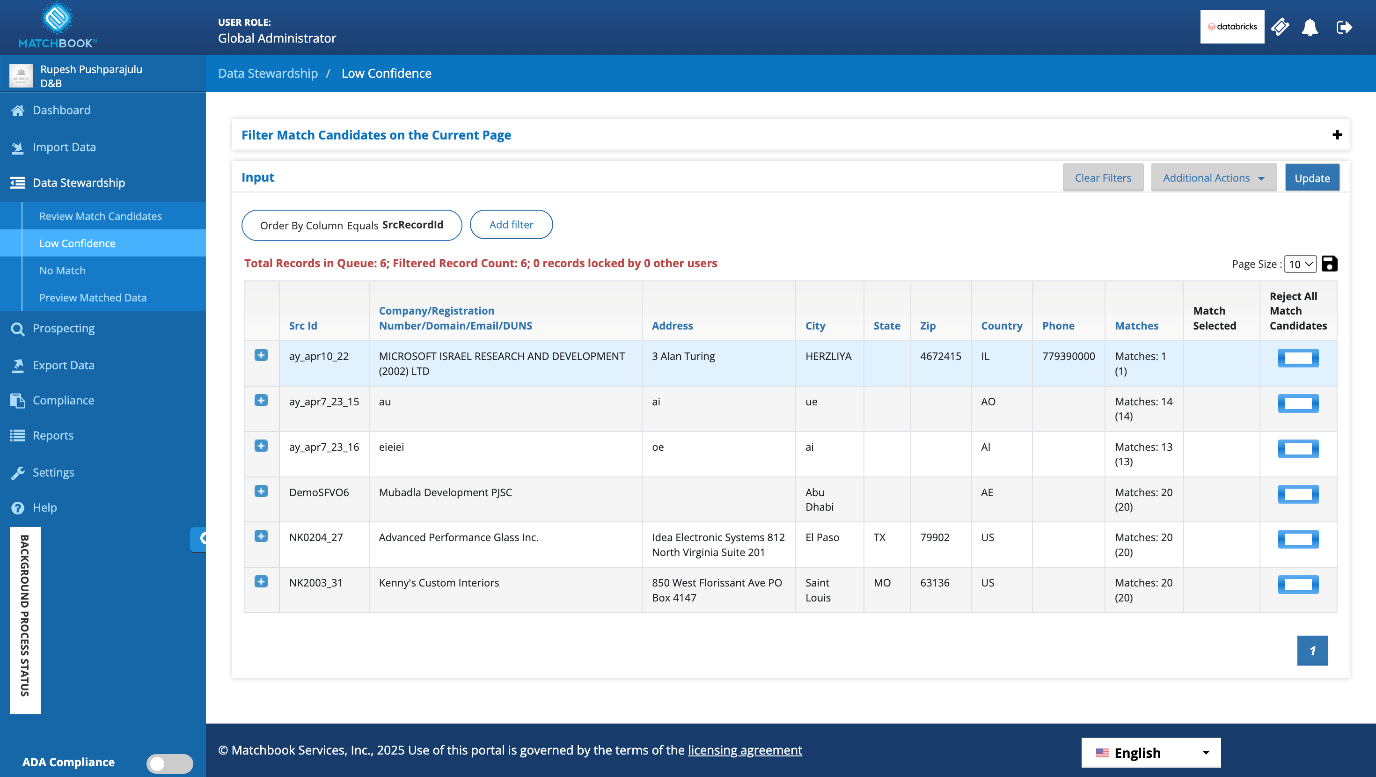 MATCHBOOK
USER ROLE:
Global Administrator
databricks
Rupesh Pushparajulu
D&B
Data Stewardship / Low Confidence
Dashboard
Import Data
Data Stewardship
Review Match Candidates
Low Confidence
No Match
Preview Matched Data
Prospecting
Export Data
Compliance
Reports
Settings
Help
BACKGROUND PROCESS STATUS
ADA Compliance
Filter Match Candidates on the Current Page
Input
Clear Filters
Additional Actions
Update
Order By Column Equals SrcRecordId
Add filter
Total Records in Queue: 6; Filtered Record Count: 6; 0 records locked by 0 other users
Page Size : 10
Src Id
Company/Registration
Number/Domain/Email/DUNS
Address
City
State
Zip
Country
Phone
Matches
Match
Selected
Reject All
Match
Candidates
ay_apr10_22
MICROSOFT ISRAEL RESEARCH AND DEVELOPMENT
(2002) LTD
3 Alan Turing
HERZLIYA
4672415
IL
779390000
Matches: 1
(1)
ay_apr7_23_15
au
ai
ue
AO
Matches: 14
(14)
ay_apr7_23_16
eieiei
oe
ai
AI
Matches: 13
(13)
DemoSFVO6
Mubadla Development PJSC
Abu
Dhabi
AE
Matches: 20
(20)
NK0204_27
Advanced Performance Glass Inc.
Idea Electronic Systems 812
North Virginia Suite 201
El Paso
TX
79902
US
Matches: 20
(20)
NK2003_31
Kenny's Custom Interiors
850 West Florissant Ave PO
Box 4147
Saint
Louis
MO
63136
US
Matches: 20
(20)
1
© Matchbook Services, Inc., 2025 Use of this portal is governed by the terms of the licensing agreement
English